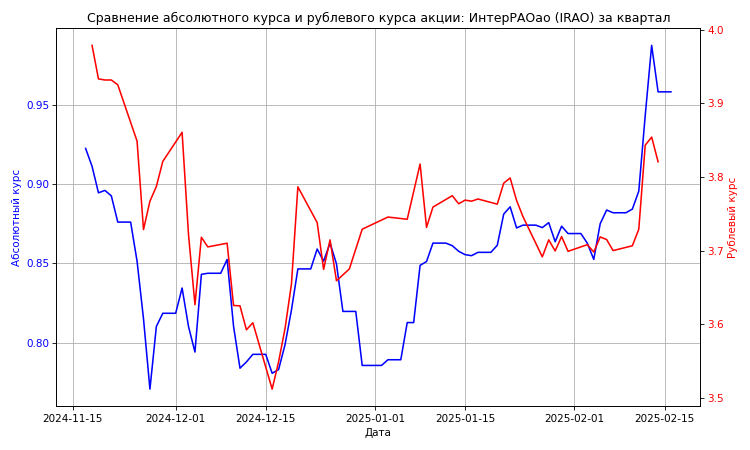 Сравнение абсолютного курса и рублевого курса акции: ИнтерРАОао (IRAO) за квартал
Абсолютный курс
0.95
0.90
0.85
0.80
4.0
3.9
3.8
3.7
3.6
3.5
Рублевый курс
2024-11-15 2024-12-01 2024-12-15 2025-01-01 2025-01-15 2025-02-01 2025-02-15
Дата